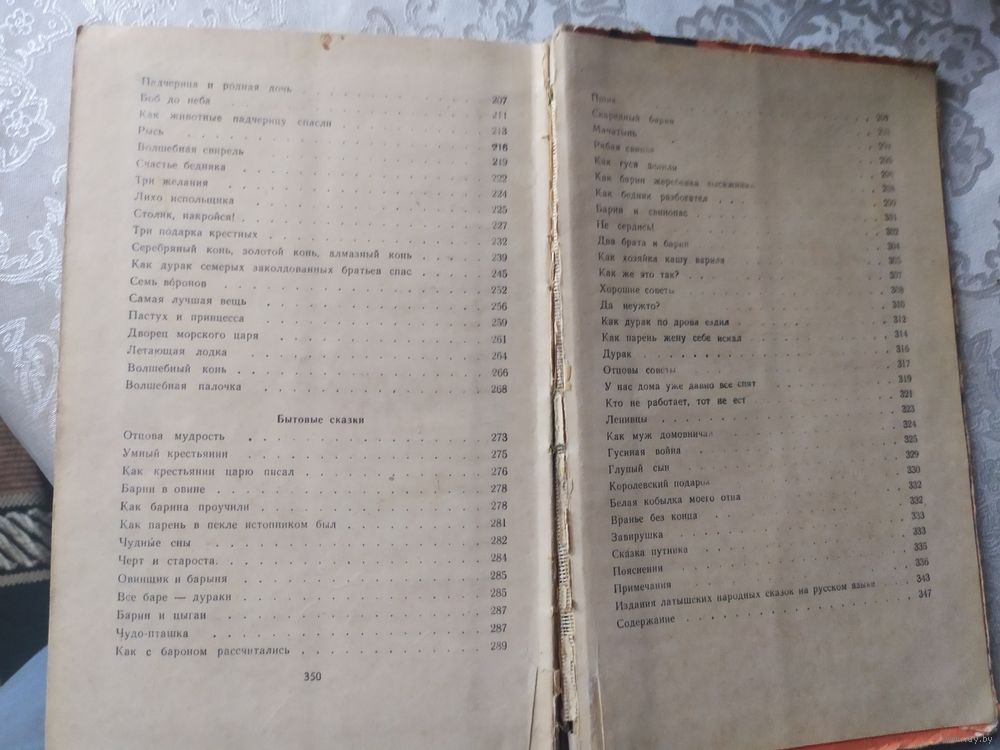 Падчерица и родная дочь 207
Боб до неба 211
Как животные падчерицу спасли 213
Рысь 216
Волшебная свирель 219
Счастье бедника 222
Три желания 224
Лихо испольщика 225
Столик, накройся! 227
Три подарка крестных 232
Серебряный конь, золотой конь, алмазный конь 239
Как дурак семерых заколдованных братьев спас 245
Семь воронов 252
Самая лучшая вещь 256
Пастух и принцесса 259
Дворец морского царя 261
Летающая лодка 264
Волшебный конь 266
Волшебная палочка 268
Бытовые сказки
Отцова мудрость 273
Умный крестьянин 275
Как крестьянин царю писал 276
Барин в овине 278
Как барина проучили 278
Как парень в пекле истопником был 281
Чудные сны 282
Черт и староста 284
Овинщик и барыня 285
Все баре — дураки 285
Барин и цыган 287
Чудо-пташка 287
Как с бароном рассчитались 289
350
Скаредный барин
Рябая свинья
Как гуся делили
Как барин жеребенка высиживал
Как бедняк разбогател
Барин и свинопас 301
Не сердись! 302
Два брата и барин 304
Как хозяйка кашу варила 305
Как же это так? 307
Хорошие советы 308
Да неужто? 310
Как дурак по дрова ездил 312
Как парень жену себе искал 314
Дурак 316
Отцовы советы 317
У нас дома уже давно все спят 319
Кто не работает, тот не ест 321
Ленивцы 323
Как муж домовничал 324
Гусиная война 325
Глупый сын 329
Королевский подарок 330
Белая кобылка моего отца 332
Вранье без конца 332
Завирушка 333
Сказка путника 333
Пояснения 335
Примечания 336
Издания латышских народных сказок на русском языке 343
Содержание 347